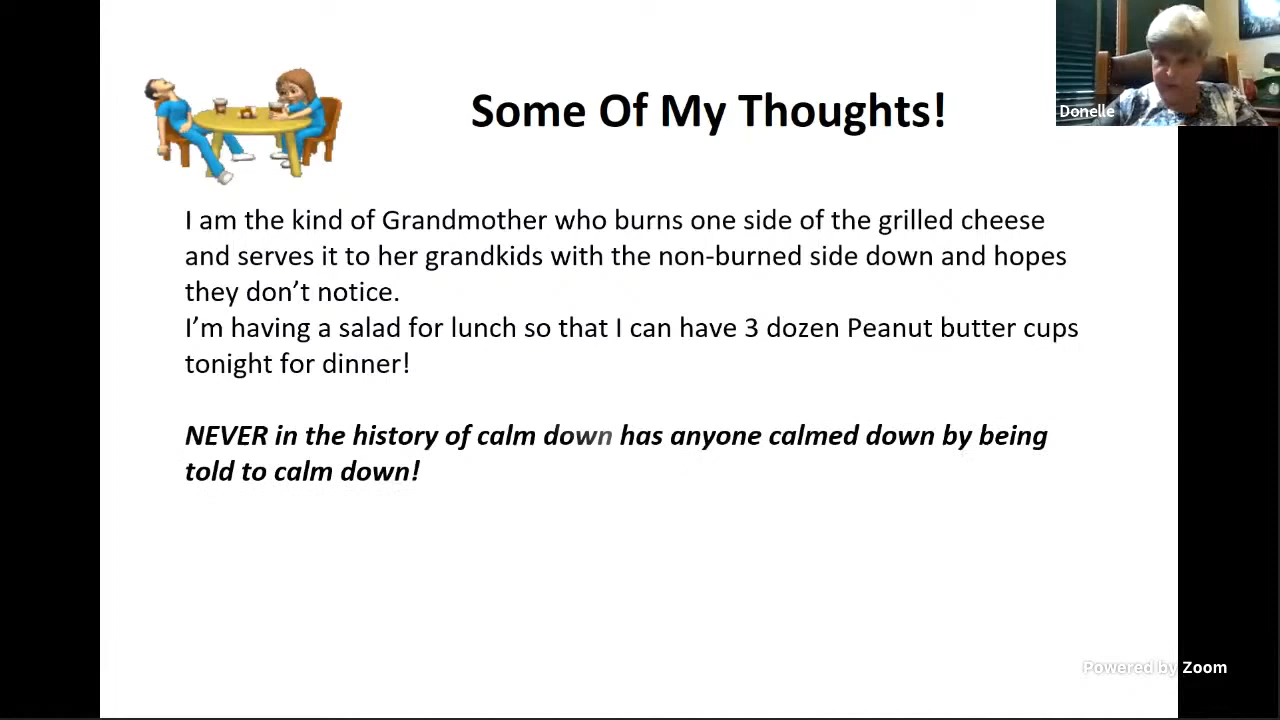 Some Of My Thoughts!
Donelle
I am the kind of Grandmother who burns one side of the grilled cheese
and serves it to her grandkids with the non-burned side down and hopes
they don’t notice.
I’m having a salad for lunch so that I can have 3 dozen Peanut butter cups
tonight for dinner!
NEVER in the history of calm down has anyone calmed down by being
told to calm down!
Powered by Zoom